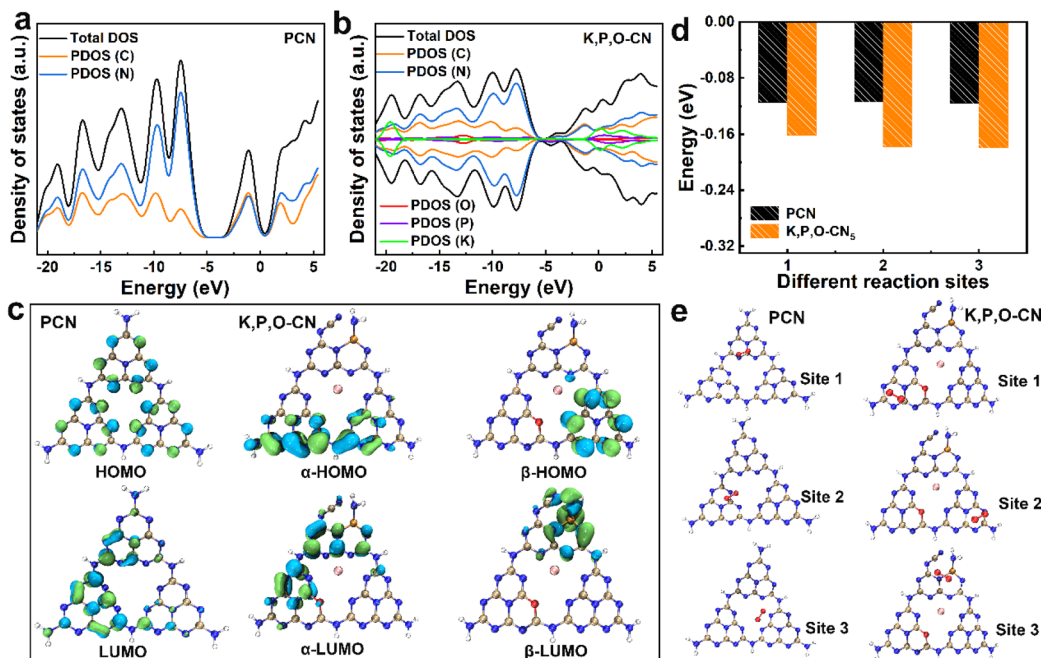 a
PCN
Total DOS
PDOS (C)
PDOS (N)
Density of states (a.u.)
-20 -15 -10 -5 0 5
Energy (eV)
b
K,P,O-CN
Total DOS
PDOS (C)
PDOS (N)
PDOS (O)
PDOS (P)
PDOS (K)
Density of states (a.u.)
-20 -15 -10 -5 0 5
Energy (eV)
d
0.00
-0.08
-0.16
-0.24
-0.32
Energy (eV)
PCN
K,P,O-CN₅
1 2 3
Different reaction sites
c
PCN K,P,O-CN
HOMO α-HOMO β-HOMO
LUMO α-LUMO β-LUMO
e
PCN K,P,O-CN
Site 1 Site 1
Site 2 Site 2
Site 3 Site 3